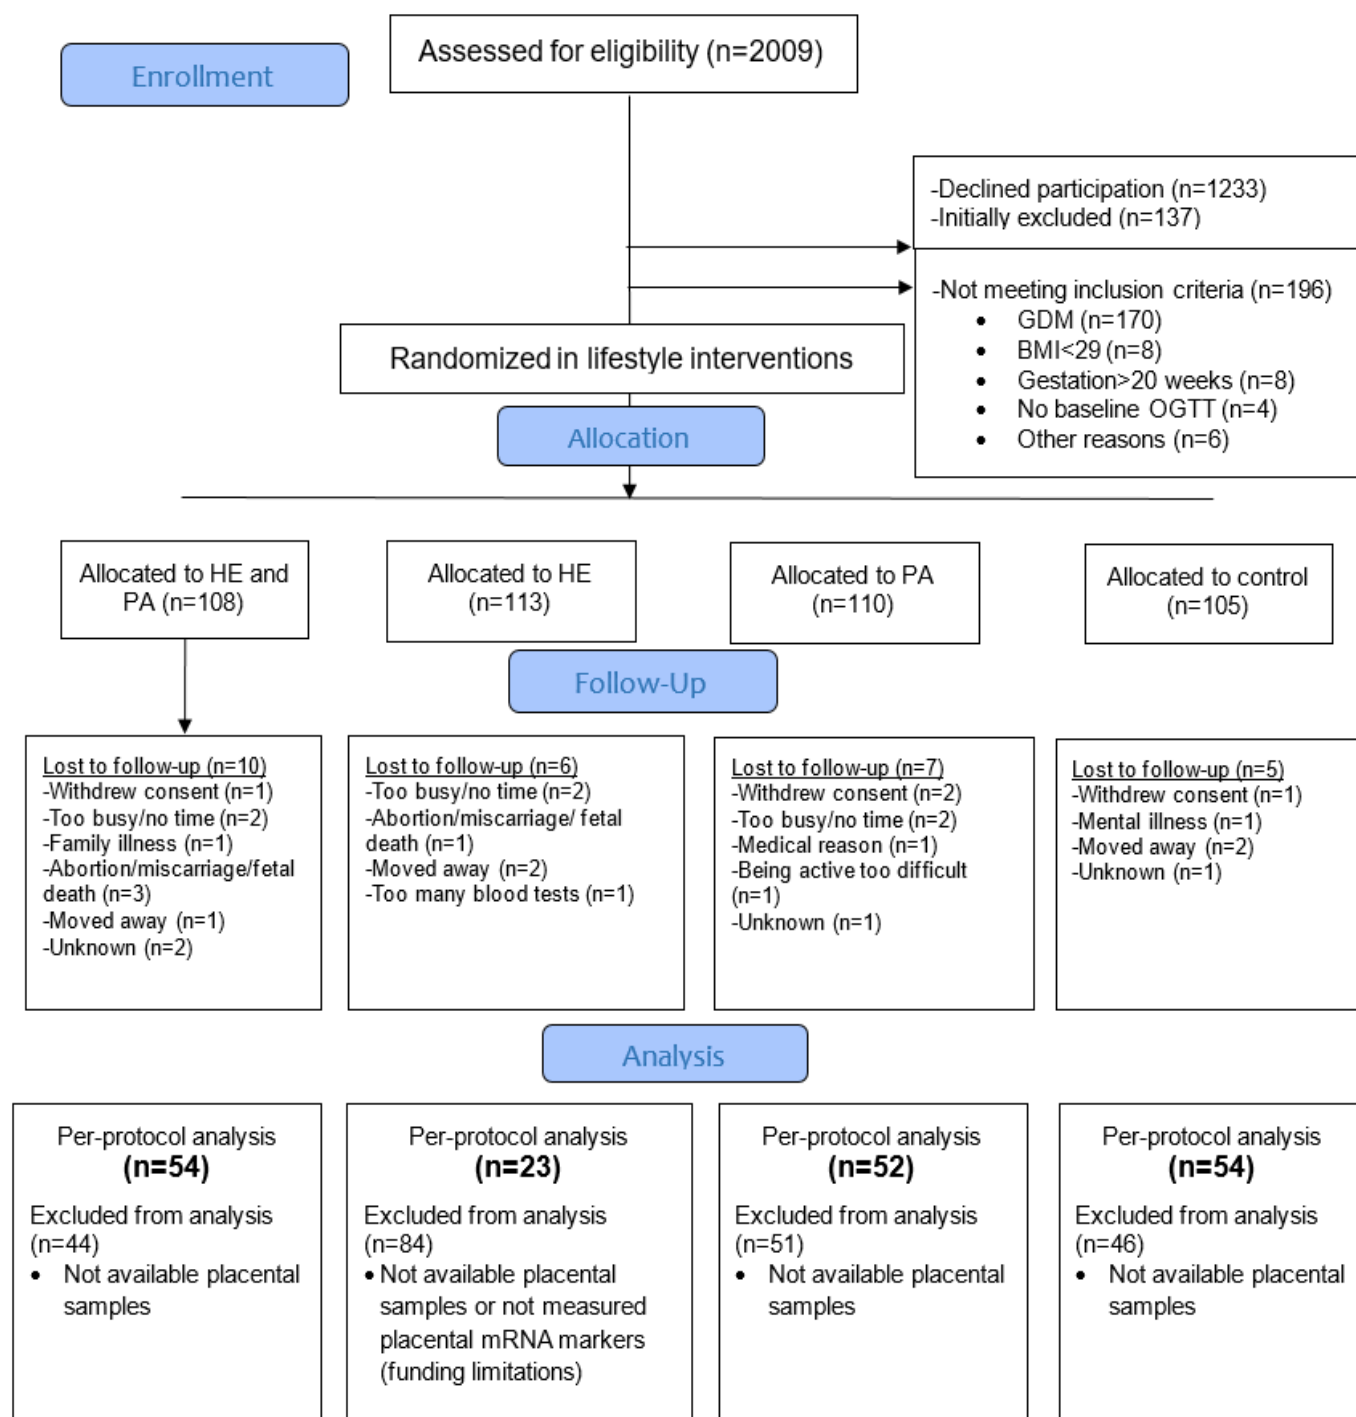 Enrollment
Assessed for eligibility (n=2009)
-Declined participation (n=1233)
-Initially excluded (n=137)
-Not meeting inclusion criteria (n=196)
• GDM (n=170)
• BMI<29 (n=8)
• Gestation>20 weeks (n=8)
• No baseline OGTT (n=4)
• Other reasons (n=6)
Randomized in lifestyle interventions
Allocation
Allocated to HE and
PA (n=108)
Allocated to HE
(n=113)
Allocated to PA
(n=110)
Allocated to control
(n=105)
Follow-Up
Lost to follow-up (n=10)
-Withdrew consent (n=1)
-Too busy/no time (n=2)
-Family illness (n=1)
-Abortion/miscarriage/fetal
death (n=3)
-Moved away (n=1)
-Unknown (n=2)
Lost to follow-up (n=6)
-Too busy/no time (n=2)
-Abortion/miscarriage/ fetal
death (n=1)
-Moved away (n=2)
-Too many blood tests (n=1)
Lost to follow-up (n=7)
-Withdrew consent (n=2)
-Too busy/no time (n=2)
-Medical reason (n=1)
-Being active too difficult
(n=1)
-Unknown (n=1)
Lost to follow-up (n=5)
-Withdrew consent (n=1)
-Mental illness (n=1)
-Moved away (n=2)
-Unknown (n=1)
Analysis
Per-protocol analysis
(n=54)
Excluded from analysis
(n=44)
• Not available placental
samples
Per-protocol analysis
(n=23)
Excluded from analysis
(n=84)
• Not available placental
samples or not measured
placental mRNA markers
(funding limitations)
Per-protocol analysis
(n=52)
Excluded from analysis
(n=51)
• Not available placental
samples
Per-protocol analysis
(n=54)
Excluded from analysis
(n=46)
• Not available placental
samples